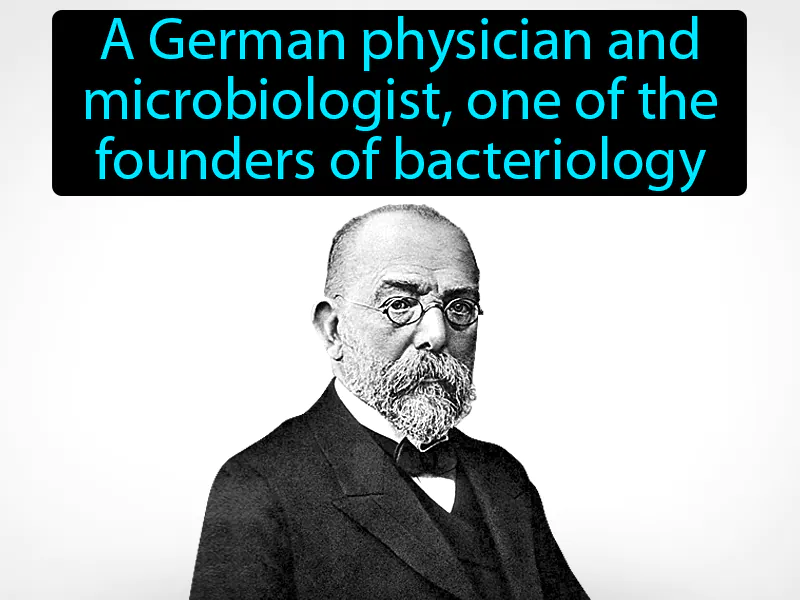 A German physician and
microbiologist, one of the
founders of bacteriology